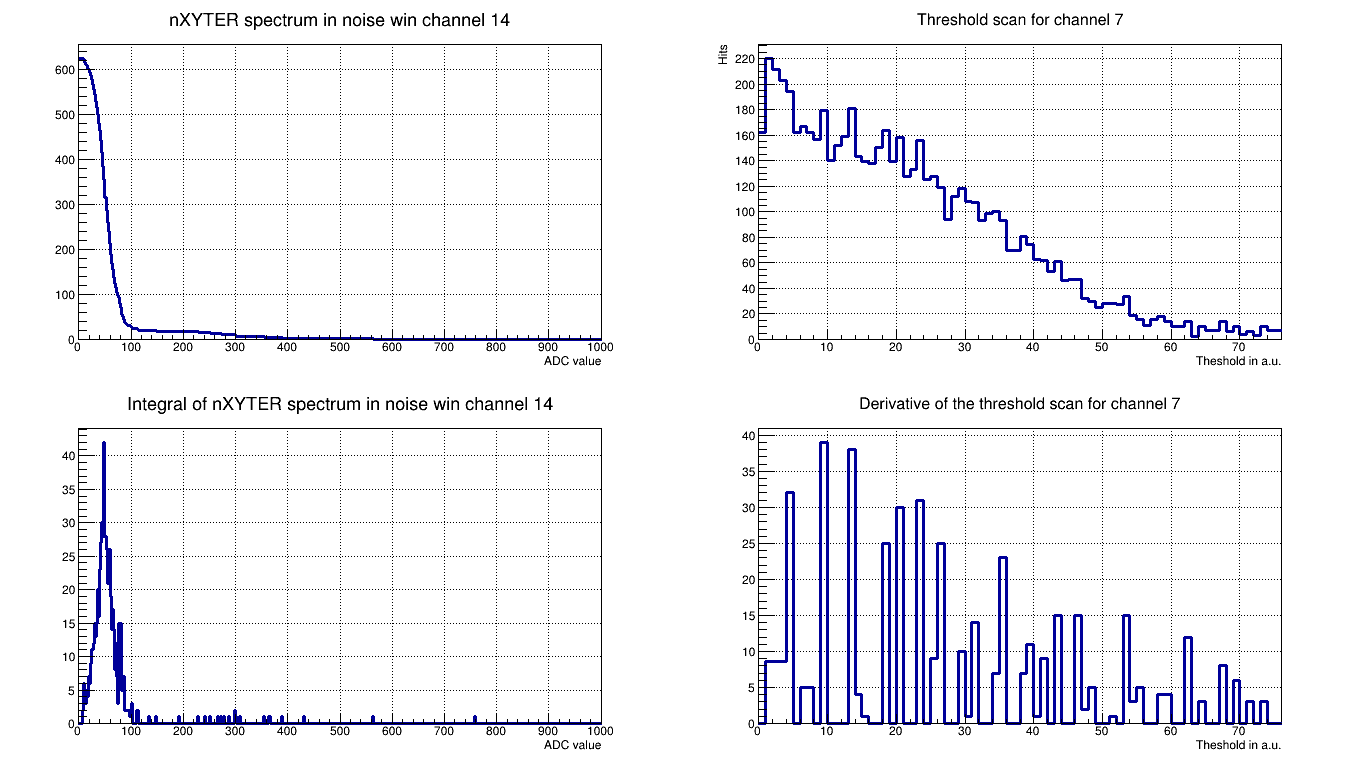 nXYTER spectrum in noise win channel 14
600
500
400
300
200
100
0
0 100 200 300 400 500 600 700 800 900 1000
ADC value
Threshold scan for channel 7
Hits
220
200
180
160
140
120
100
80
60
40
20
0
0 10 20 30 40 50 60 70
Theshold in a.u.
Integral of nXYTER spectrum in noise win channel 14
40
35
30
25
20
15
10
5
0
0 100 200 300 400 500 600 700 800 900 1000
ADC value
Derivative of the threshold scan for channel 7
40
35
30
25
20
15
10
5
0
0 10 20 30 40 50 60 70
Theshold in a.u.